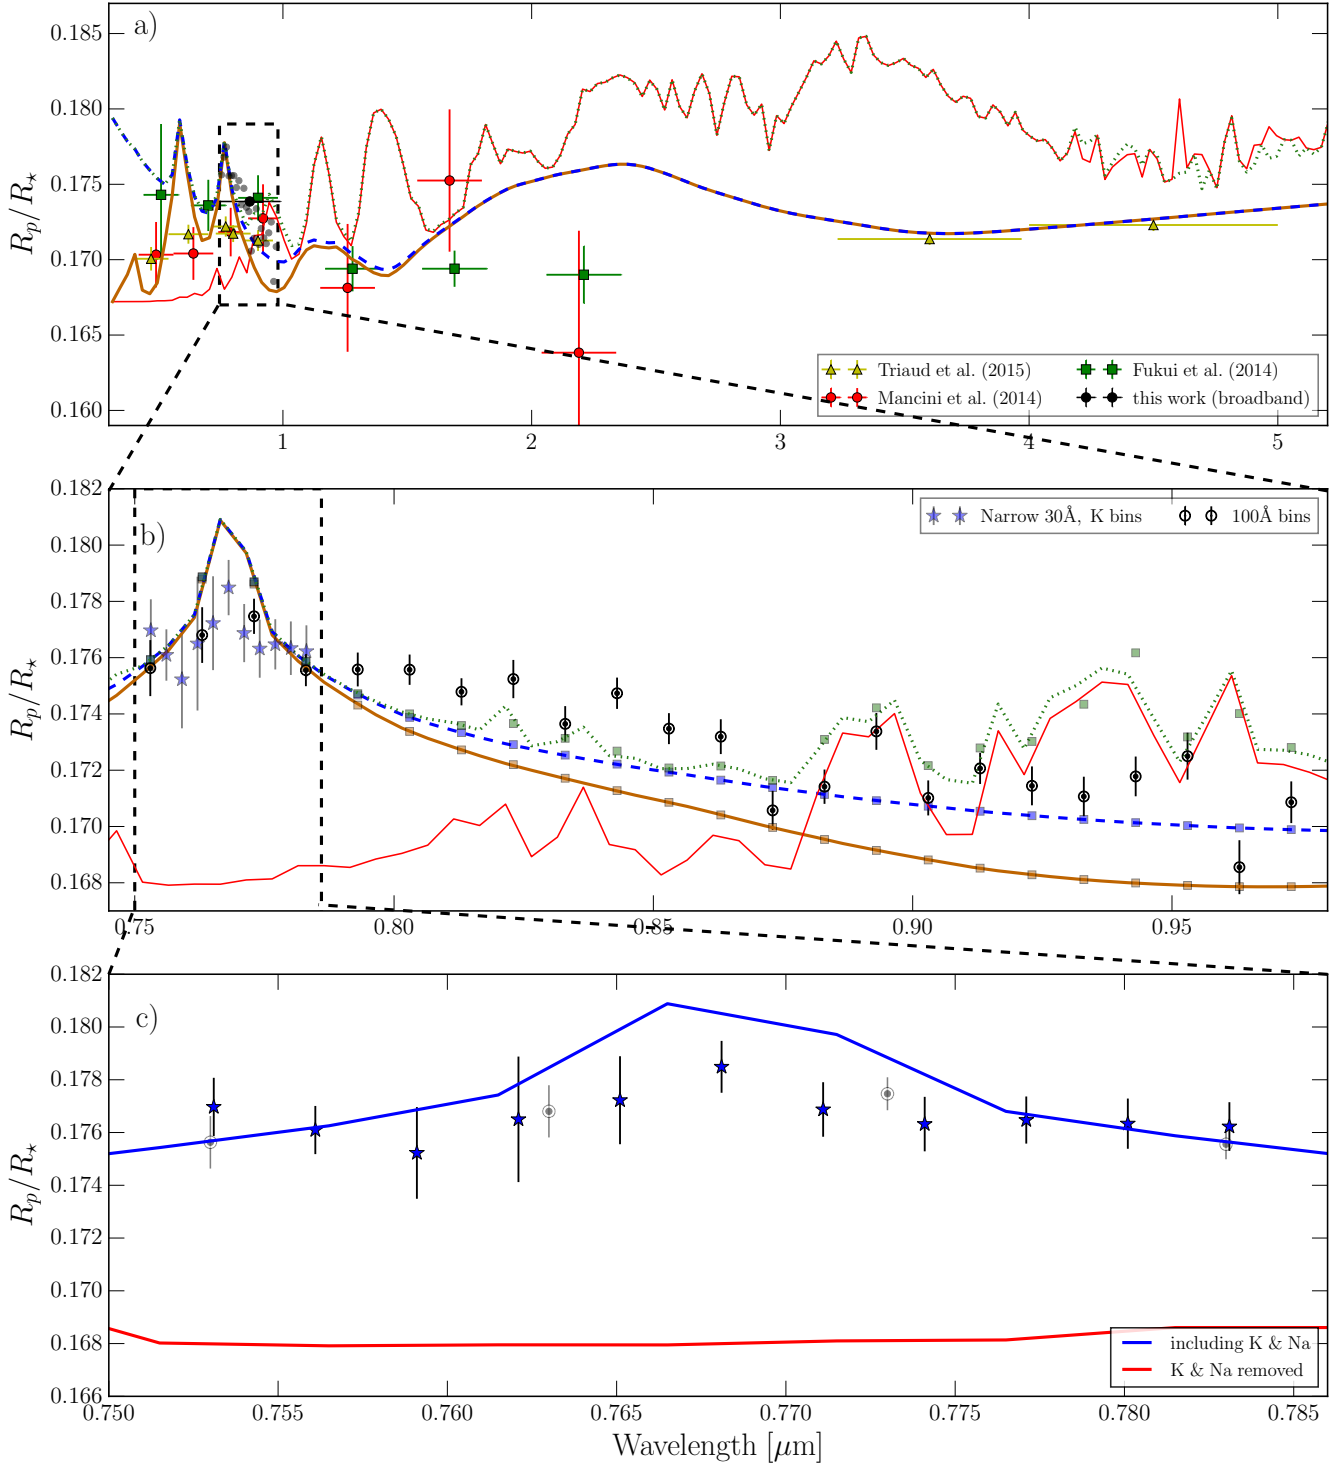 a)
0.185
0.180
0.175
0.170
0.165
0.160
R_p/R_⋆
1 2 3 4 5
Triaud et al. (2015) Fukui et al. (2014)
Mancini et al. (2014) this work (broadband)
b)
0.182
0.180
0.178
0.176
0.174
0.172
0.170
0.168
R_p/R_⋆
Narrow 30Å, K bins 100Å bins
0.75 0.80 0.85 0.90 0.95
c)
0.182
0.180
0.178
0.176
0.174
0.172
0.170
0.168
0.166
R_p/R_⋆
including K & Na
K & Na removed
0.750 0.755 0.760 0.765 0.770 0.775 0.780 0.785
Wavelength [μm]